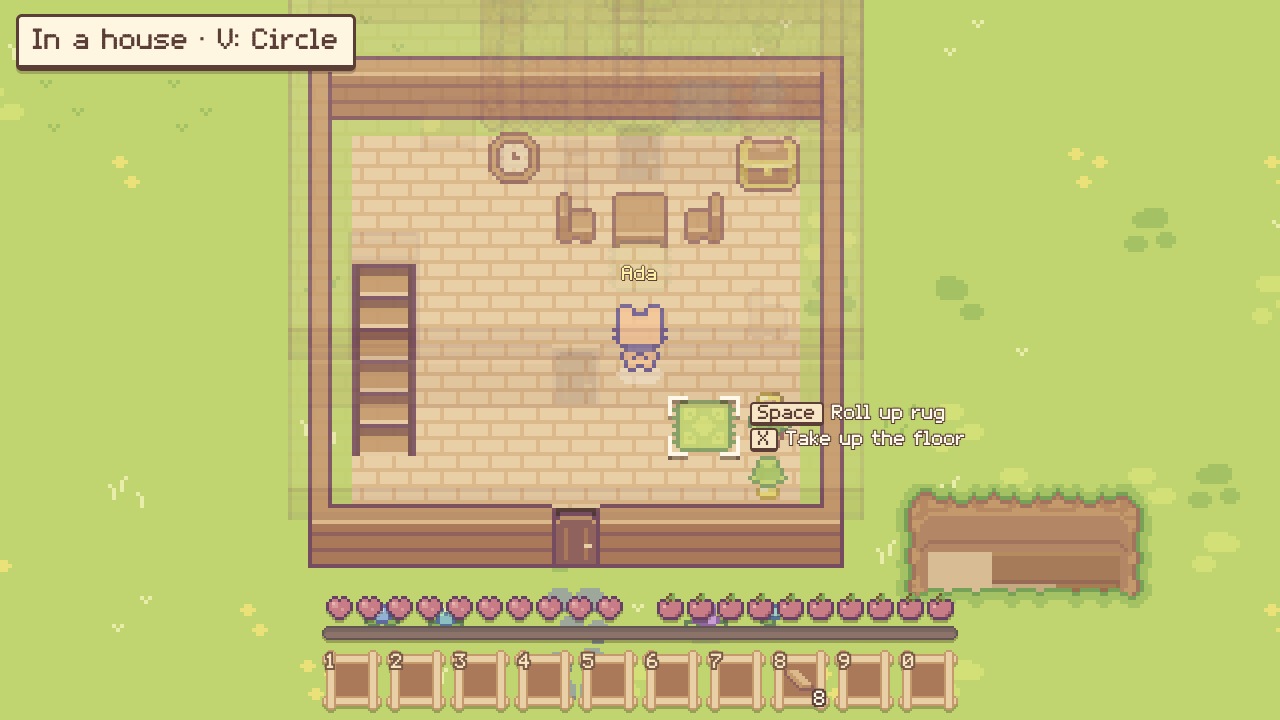 In a house · V: Circle
Ada
Space Roll up rug
X Take up the floor
1 2 3 4 5 6 7 8 9 0
8